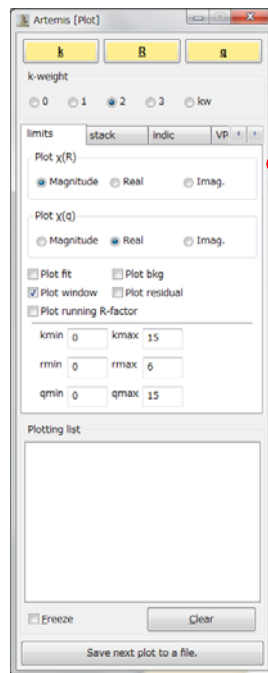 Artemis [Plot]
k R q
k-weight
0 1 2 3 kw
limits stack indic VP
Plot χ(R)
Magnitude Real Imag.
Plot χ(q)
Magnitude Real Imag.
Plot fit Plot bkg
Plot window Plot residual
Plot running R-factor
kmin 0 kmax 15
rmin 0 rmax 6
qmin 0 qmax 15
Plotting list
Freeze Clear
Save next plot to a file.